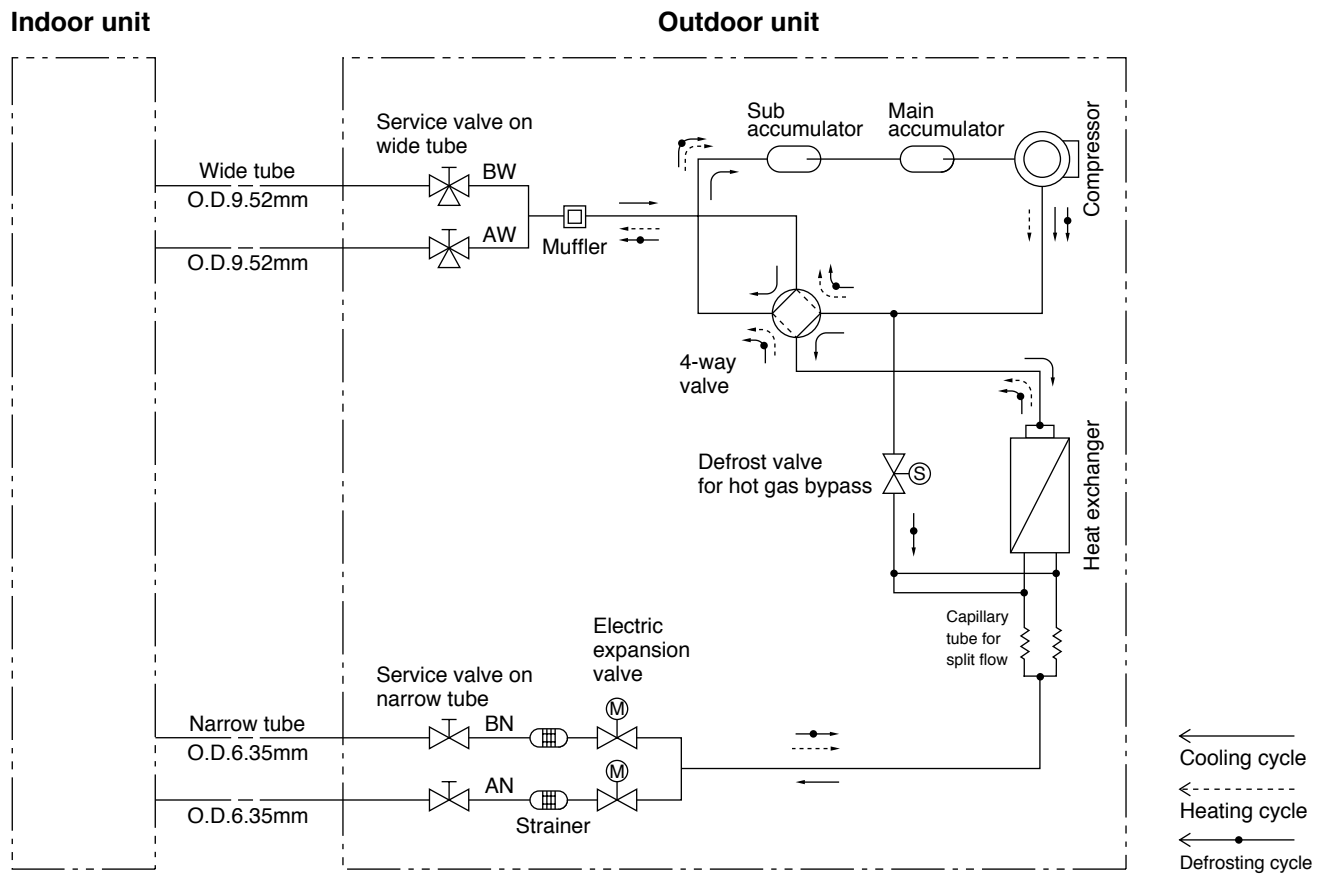 Indoor unit
Outdoor unit
Sub
accumulator
Main
accumulator
Compressor
Service valve on
wide tube
Wide tube
O.D.9.52mm
BW
AW
O.D.9.52mm
Muffler
4-way
valve
Defrost valve
for hot gas bypass
S
Heat exchanger
Capillary
tube for
split flow
Electric
expansion
valve
Service valve on
narrow tube
Narrow tube
O.D.6.35mm
BN
M
AN
M
O.D.6.35mm
Strainer
Cooling cycle
Heating cycle
Defrosting cycle